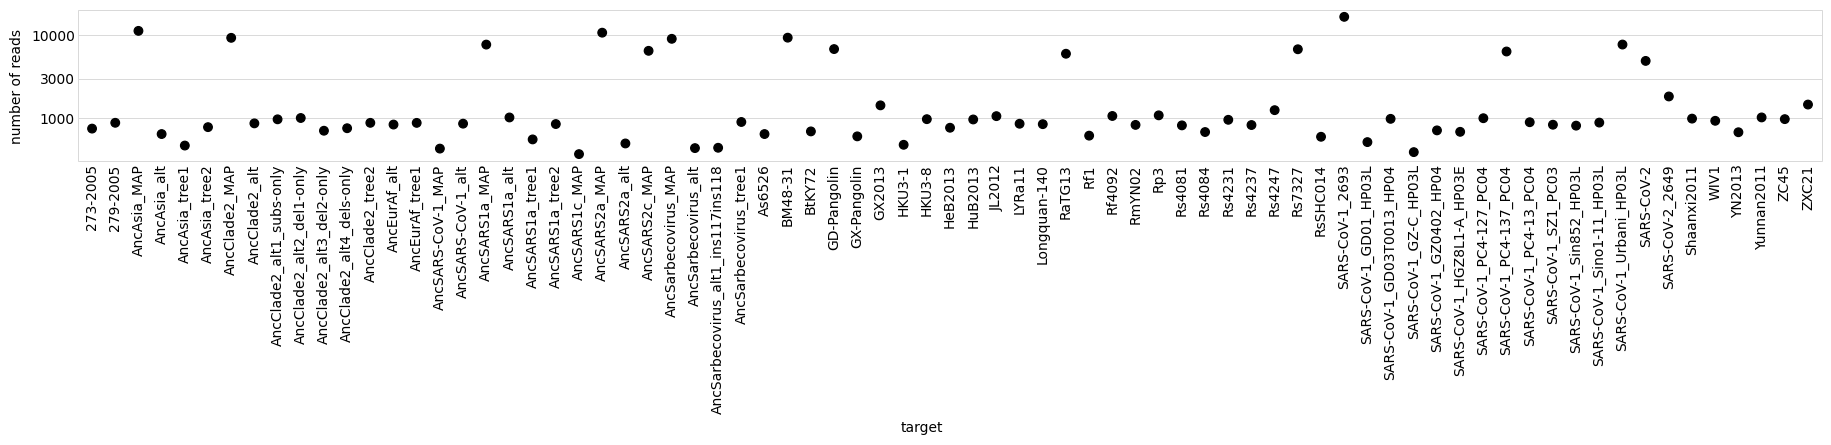 number of reads
10000
3000
1000
273-2005
279-2005
AncAsia_MAP
AncAsia_alt
AncAsia_tree1
AncAsia_tree2
AncClade2_MAP
AncClade2_alt
AncClade2_alt1_subs-only
AncClade2_alt2_del1-only
AncClade2_alt3_del2-only
AncClade2_alt4_dels-only
AncClade2_tree2
AncEurAf_alt
AncEurAf_tree1
AncSARS-CoV-1_MAP
AncSARS-CoV-1_alt
AncSARS1a_MAP
AncSARS1a_alt
AncSARS1a_tree1
AncSARS1a_tree2
AncSARS1c_MAP
AncSARS2a_MAP
AncSARS2a_alt
AncSARS2c_MAP
AncSarbecovirus_MAP
AncSarbecovirus_alt
AncSarbecovirus_alt1_ins117ins118
AncSarbecovirus_tree1
As6526
BM48-31
BtKY72
GD-Pangolin
GX-Pangolin
GX2013
HKU3-1
HKU3-8
HeB2013
HuB2013
JL2012
LYRa11
Longquan-140
RaTG13
Rf1
Rf4092
RmYN02
Rp3
Rs4081
Rs4084
Rs4231
Rs4237
Rs4247
Rs7327
RsSHC014
SARS-CoV-1_2693
SARS-CoV-1_GD01_HP03L
SARS-CoV-1_GD03T0013_HP04
SARS-CoV-1_GZ-C_HP03L
SARS-CoV-1_GZ0402_HP04
SARS-CoV-1_HGZ8L1-A_HP03E
SARS-CoV-1_PC4-127_PC04
SARS-CoV-1_PC4-137_PC04
SARS-CoV-1_PC4-13_PC04
SARS-CoV-1_SZ1_PC03
SARS-CoV-1_Sin852_HP03L
SARS-CoV-1_Sino1-11_HP03L
SARS-CoV-1_Urbani_HP03L
SARS-CoV-2
SARS-CoV-2_2649
Shaanxi2011
WIV1
YN2013
Yunnan2011
ZC45
ZXC21
target